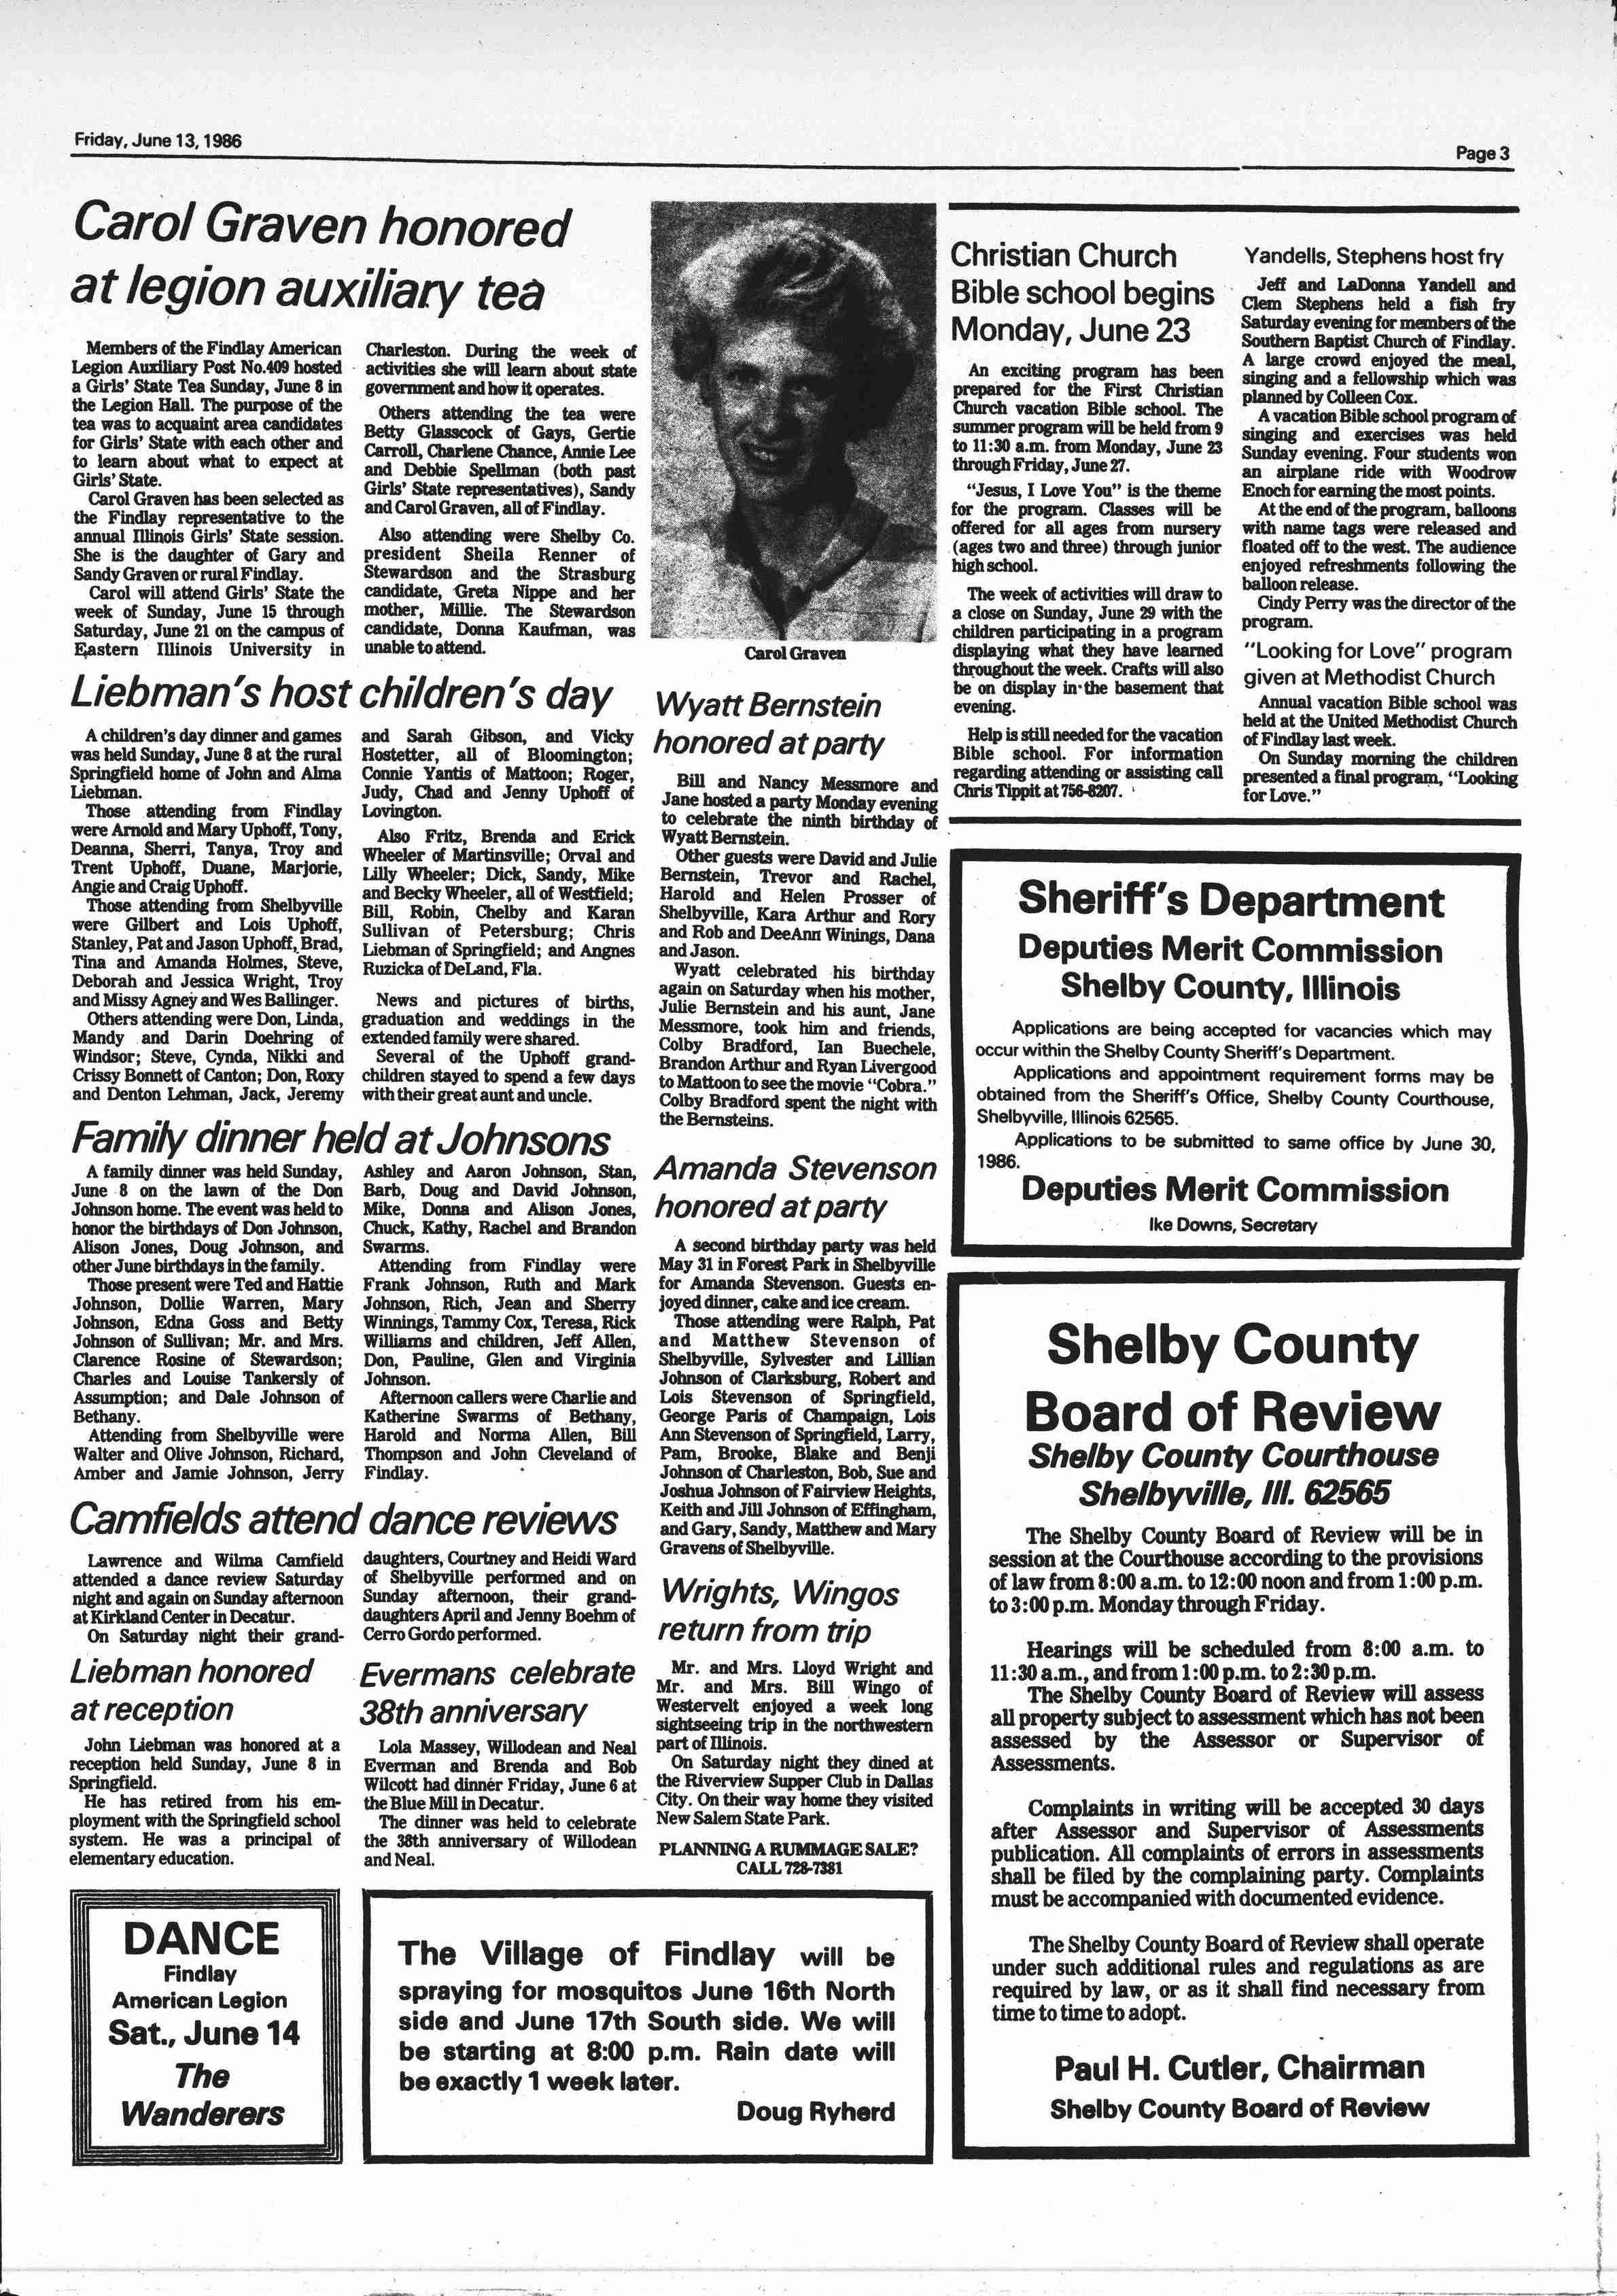 Friday, June 13, 1986
Page 3
Carol Graven honored
at legion auxiliary tea
Members of the Findlay American
Legion Auxiliary Post No.409 hosted
a Girls' State Tea Sunday, June 8 in
the Legion Hall. The purpose of the
tea was to acquaint area candidates
for Girls' State with each other and
to learn about what to expect at
Girls' State.
Carol Graven has been selected as
the Findlay representative to the
annual Illinois Girls' State session.
She is the daughter of Gary and
Sandy Graven or rural Findlay.
Carol will attend Girls' State the
week of Sunday, June 15 through
Saturday, June 21 on the campus of
Eastern Illinois University in
Charleston. During the week of
activities she will learn about state
government and how it operates.
Others attending the tea were
Betty Glasscock of Gays, Gertie
Carroll, Charlene Chance, Annie Lee
and Debbie Spellman (both past
Girls' State representatives), Sandy
and Carol Graven, all of Findlay.
Also attending were Shelby Co.
president Sheila Renner of
Stewardson and the Strasburg
candidate, Greta Nippe and her
mother, Millie. The Stewardson
candidate, Donna Kaufman, was
unable to attend.
Carol Graven
Liebman's host children's day
A children's day dinner and games
was held Sunday, June 8 at the rural
Springfield home of John and Alma
Liebman.
Those attending from Findlay
were Arnold and Mary Uphoff, Tony,
Deanna, Sherri, Tanya, Troy and
Trent Uphoff, Duane, Marjorie,
Angie and Craig Uphoff.
Those attending from Shelbyville
were Gilbert and Lois Uphoff,
Stanley, Pat and Jason Uphoff, Brad,
Tina and Amanda Holmes, Steve,
Deborah and Jessica Wright, Troy
and Missy Agney and Wes Ballinger.
Others attending were Don, Linda,
Mandy and Darin Doehring of
Windsor; Steve, Cynda, Nikki and
Crissy Bonnett of Canton; Don, Roxy
and Denton Lehman, Jack, Jeremy
and Sarah Gibson, and Vicky
Hostetter, all of Bloomington;
Connie Yantis of Mattoon; Roger,
Judy, Chad and Jenny Uphoff of
Lovington.
Also Fritz, Brenda and Erick
Wheeler of Martinsville; Orval and
Lilly Wheeler; Dick, Sandy, Mike
and Becky Wheeler, all of Westfield;
Bill, Robin, Chelby and Karan
Sullivan of Petersburg; Chris
Liebman of Springfield; and Angnes
Ruzicka of DeLand, Fla.
News and pictures of births,
graduation and weddings in the
extended family were shared.
Several of the Uphoff grand-
children stayed to spend a few days
with their great aunt and uncle.
Family dinner held at Johnsons
A family dinner was held Sunday,
June 8 on the lawn of the Don
Johnson home. The event was held to
honor the birthdays of Don Johnson,
Alison Jones, Doug Johnson, and
other June birthdays in the family.
Those present were Ted and Hattie
Johnson, Dollie Warren, Mary
Johnson, Edna Goss and Betty
Johnson of Sullivan; Mr. and Mrs.
Clarence Rosine of Stewardson;
Charles and Louise Tankersly of
Assumption; and Dale Johnson of
Bethany.
Attending from Shelbyville were
Walter and Olive Johnson, Richard,
Amber and Jamie Johnson, Jerry
Ashley and Aaron Johnson, Stan,
Barb, Doug and David Johnson,
Mike, Donna and Alison Jones,
Chuck, Kathy, Rachel and Brandon
Swarms.
Attending from Findlay were
Frank Johnson, Ruth and Mark
Johnson, Rich, Jean and Sherry
Winnings, Tammy Cox, Teresa, Rick
Williams and children, Jeff Allen,
Don, Pauline, Glen and Virginia
Johnson.
Afternoon callers were Charlie and
Katherine Swarms of Bethany,
Harold and Norma Allen, Bill
Thompson and John Cleveland of
Findlay.
Camfields attend dance reviews
Lawrence and Wilma Camfield
attended a dance review Saturday
night and again on Sunday afternoon
at Kirkland Center in Decatur.
On Saturday night their grand-
daughters, Courtney and Heidi Ward
of Shelbyville performed and on
Sunday afternoon, their grand-
daughters April and Jenny Boehm of
Cerro Gordo performed.
Liebman honored
at reception
John Liebman was honored at a
reception held Sunday, June 8 in
Springfield.
He has retired from his em-
ployment with the Springfield school
system. He was a principal of
elementary education.
Evermans celebrate
38th anniversary
Lola Massey, Willodean and Neal
Everman and Brenda and Bob
Wilcott had dinner Friday, June 6 at
the Blue Mill in Decatur.
The dinner was held to celebrate
the 38th anniversary of Willodean
and Neal.
Wyatt Bernstein
honored at party
Bill and Nancy Messmore and
Jane hosted a party Monday evening
to celebrate the ninth birthday of
Wyatt Bernstein.
Other guests were David and Julie
Bernstein, Trevor and Rachel,
Harold and Helen Prosser of
Shelbyville, Kara Arthur and Rory
and Rob and DeeAnn Winings, Dana
and Jason.
Wyatt celebrated his birthday
again on Saturday when his mother,
Julie Bernstein and his aunt, Jane
Messmore, took him and friends,
Colby Bradford, Ian Buechele,
Brandon Arthur and Ryan Livergood
to Mattoon to see the movie "Cobra."
Colby Bradford spent the night with
the Bernsteins.
Amanda Stevenson
honored at party
A second birthday party was held
May 31 in Forest Park in Shelbyville
for Amanda Stevenson. Guests en-
joyed dinner, cake and ice cream.
Those attending were Ralph, Pat
and Matthew Stevenson of
Shelbyville, Sylvester and Lillian
Johnson of Clarksburg, Robert and
Lois Stevenson of Springfield,
George Paris of Champaign, Lois
Ann Stevenson of Springfield, Larry,
Pam, Brooke, Blake and Benji
Johnson of Charleston, Bob, Sue and
Joshua Johnson of Fairview Heights,
Keith and Jill Johnson of Effingham,
and Gary, Sandy, Matthew and Mary
Gravens of Shelbyville.
Wrights, Wingos
return from trip
Mr. and Mrs. Lloyd Wright and
Mr. and Mrs. Bill Wingo of
Westervelt enjoyed a week long
sightseeing trip in the northwestern
part of Illinois.
On Saturday night they dined at
the Riverview Supper Club in Dallas
City. On their way home they visited
New Salem State Park.
PLANNING A RUMMAGE SALE?
CALL 728-7381
Christian Church
Bible school begins
Monday, June 23
An exciting program has been
prepared for the First Christian
Church vacation Bible school. The
summer program will be held from 9
to 11:30 a.m. from Monday, June 23
through Friday, June 27.
"Jesus, I Love You" is the theme
for the program. Classes will be
offered for all ages from nursery
(ages two and three) through junior
high school.
The week of activities will draw to
a close on Sunday, June 29 with the
children participating in a program
displaying what they have learned
throughout the week. Crafts will also
be on display in the basement that
evening.
Help is still needed for the vacation
Bible school. For information
regarding attending or assisting call
Chris Tippit at 756-8207.
Yandells, Stephens host fry
Jeff and LaDonna Yandell and
Clem Stephens held a fish fry
Saturday evening for members of the
Southern Baptist Church of Findlay.
A large crowd enjoyed the meal,
singing and a fellowship which was
planned by Colleen Cox.
A vacation Bible school program of
singing and exercises was held
Sunday evening. Four students won
an airplane ride with Woodrow
Enoch for earning the most points.
At the end of the program, balloons
with name tags were released and
floated off to the west. The audience
enjoyed refreshments following the
balloon release.
Cindy Perry was the director of the
program.
"Looking for Love" program
given at Methodist Church
Annual vacation Bible school was
held at the United Methodist Church
of Findlay last week.
On Sunday morning the children
presented a final program, "Looking
for Love."
Sheriff's Department
Deputies Merit Commission
Shelby County, Illinois
Applications are being accepted for vacancies which may
occur within the Shelby County Sheriff's Department.
Applications and appointment requirement forms may be
obtained from the Sheriff's Office, Shelby County Courthouse,
Shelbyville, Illinois 62565.
Applications to be submitted to same office by June 30,
1986.
Deputies Merit Commission
Ike Downs, Secretary
Shelby County
Board of Review
Shelby County Courthouse
Shelbyville, Ill. 62565
The Shelby County Board of Review will be in
session at the Courthouse according to the provisions
of law from 8:00 a.m. to 12:00 noon and from 1:00 p.m.
to 3:00 p.m. Monday through Friday.
Hearings will be scheduled from 8:00 a.m. to
11:30 a.m., and from 1:00 p.m. to 2:30 p.m.
The Shelby County Board of Review will assess
all property subject to assessment which has not been
assessed by the Assessor or Supervisor of
Assessments.
Complaints in writing will be accepted 30 days
after Assessor and Supervisor of Assessments
publication. All complaints of errors in assessments
shall be filed by the complaining party. Complaints
must be accompanied with documented evidence.
The Shelby County Board of Review shall operate
under such additional rules and regulations as are
required by law, or as it shall find necessary from
time to time to adopt.
Paul H. Cutler, Chairman
Shelby County Board of Review
DANCE
Findlay
American Legion
Sat., June 14
The
Wanderers
The Village of Findlay will be
spraying for mosquitos June 16th North
side and June 17th South side. We will
be starting at 8:00 p.m. Rain date will
be exactly 1 week later.
Doug Ryherd